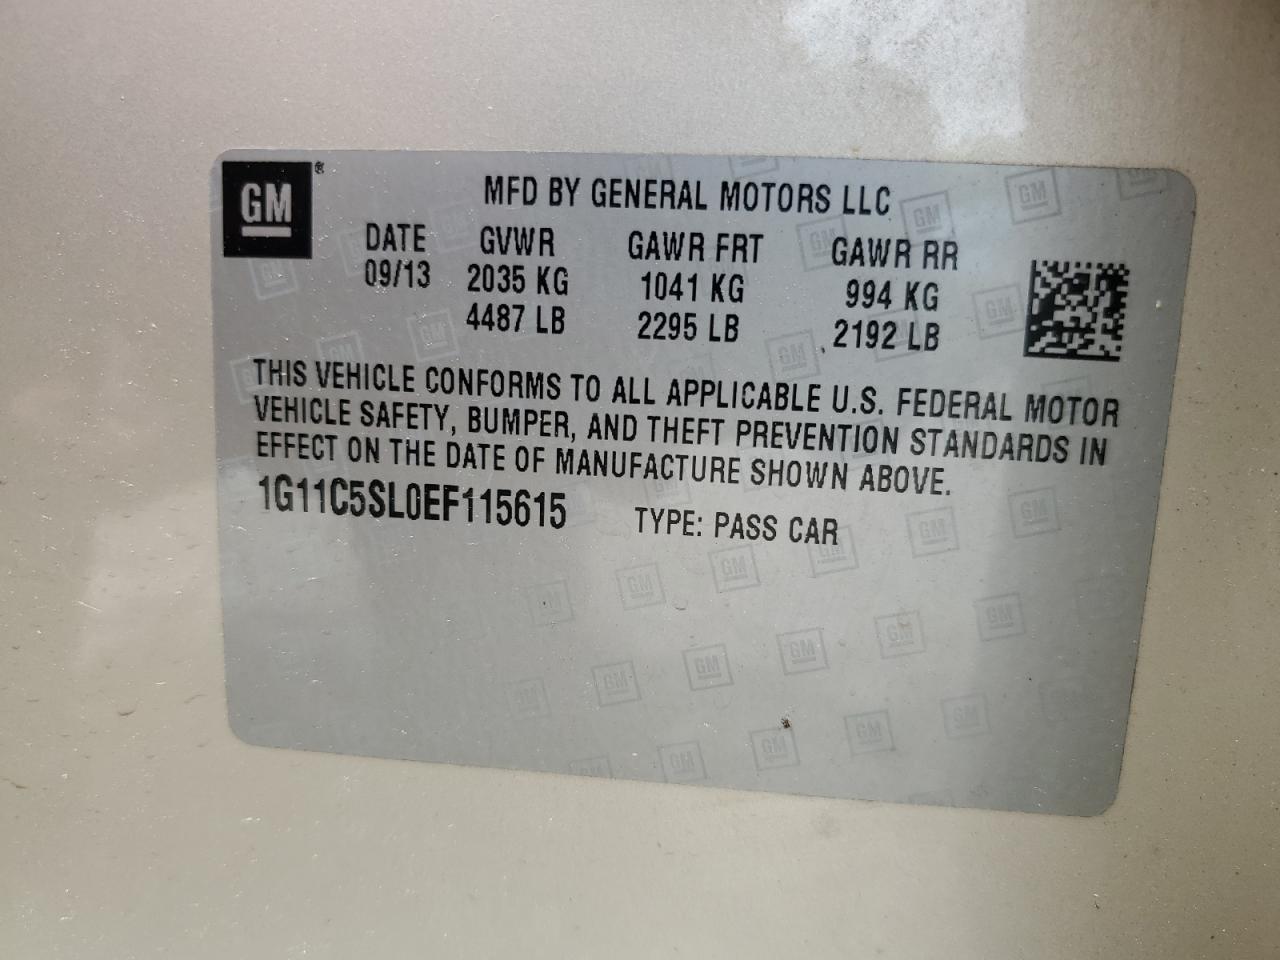 GM®
MFD BY GENERAL MOTORS LLC
DATE GVWR GAWR FRT GAWR RR
09/13 2035 KG 1041 KG 994 KG
4487 LB 2295 LB 2192 LB
THIS VEHICLE CONFORMS TO ALL APPLICABLE U.S. FEDERAL MOTOR
VEHICLE SAFETY, BUMPER, AND THEFT PREVENTION STANDARDS IN
EFFECT ON THE DATE OF MANUFACTURE SHOWN ABOVE.
1G11C5SL0EF115615 TYPE: PASS CAR